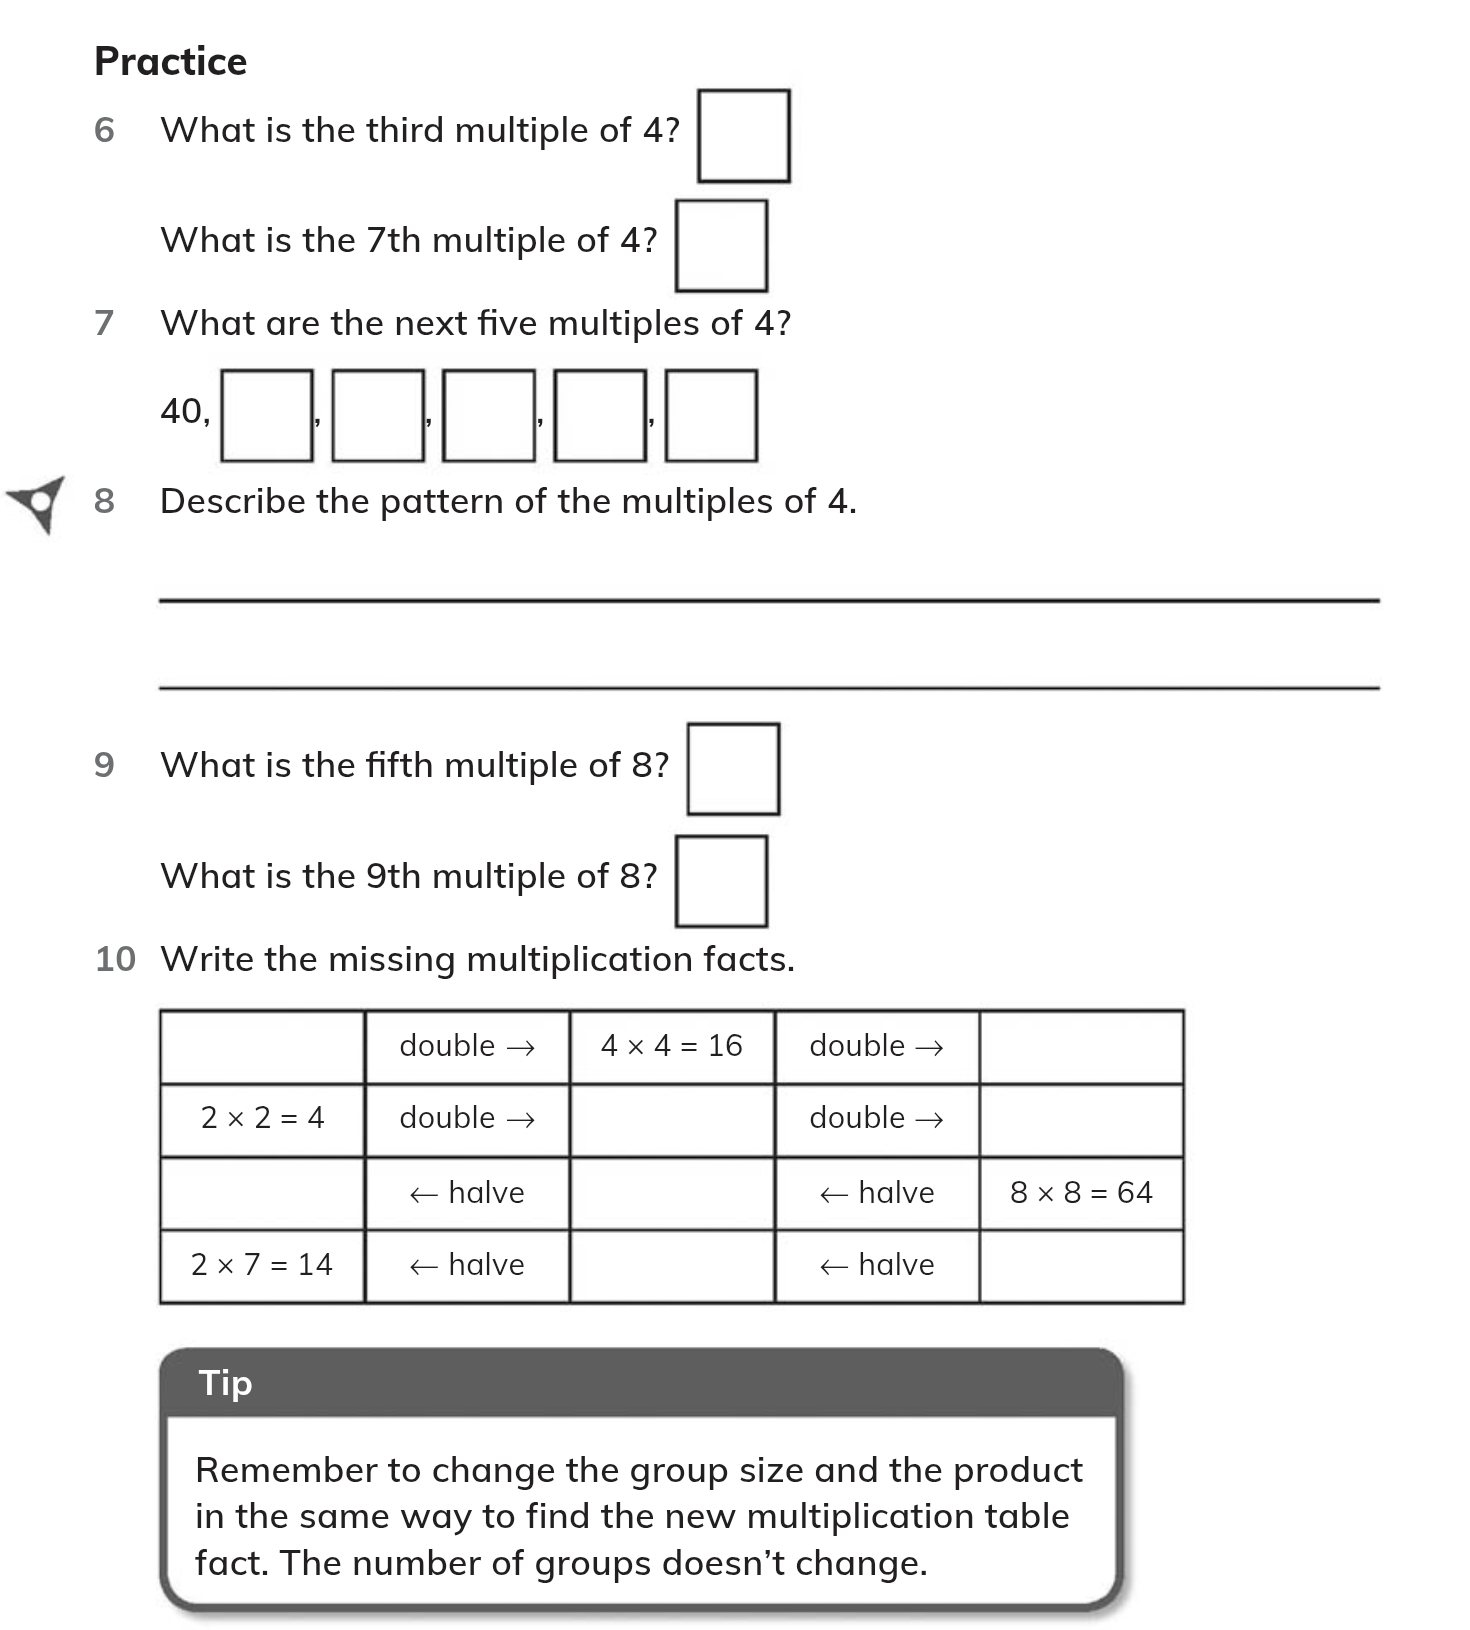 Practice
6 What is the third multiple of 4?
What is the 7th multiple of 4?
7 What are the next five multiples of 4?
40, , , , ,
8 Describe the pattern of the multiples of 4.
9 What is the fifth multiple of 8?
What is the 9th multiple of 8?
10 Write the missing multiplication facts.
double → 4 × 4 = 16 double →
2 × 2 = 4 double → double →
← halve ← halve 8 × 8 = 64
2 × 7 = 14 ← halve ← halve
Tip
Remember to change the group size and the product
in the same way to find the new multiplication table
fact. The number of groups doesn’t change.